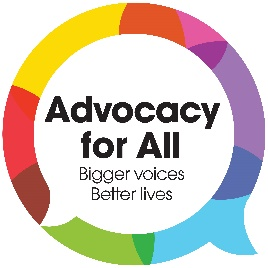 Advocacy
for All
Bigger voices
Better lives